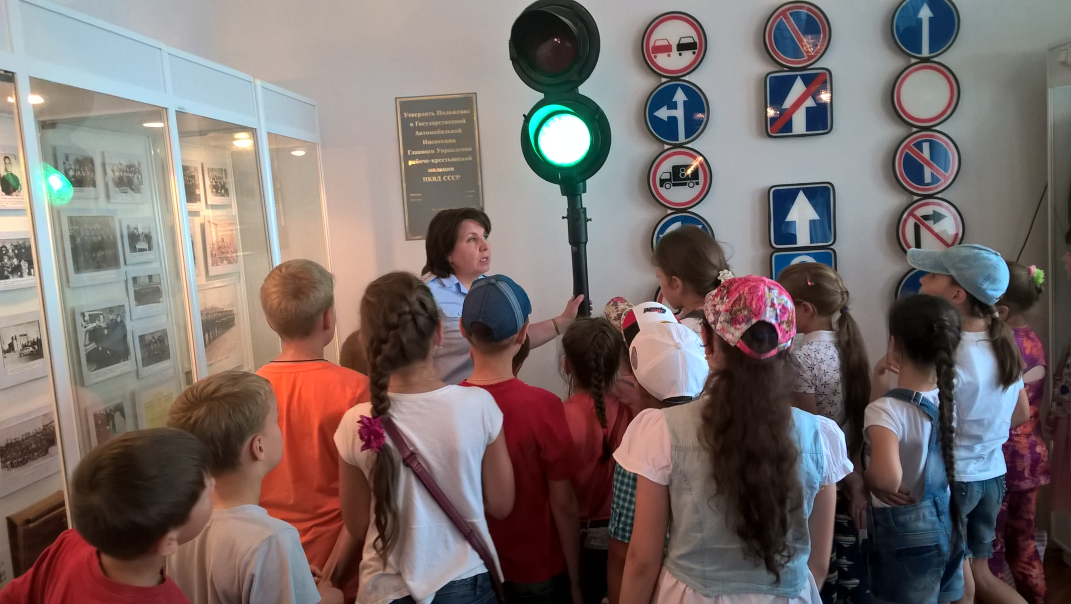 Утвердить Положение
о Государственной
Автомобильной
Инспекции
Главного Управления
рабоче-крестьянской
милиции
НКВД СССР